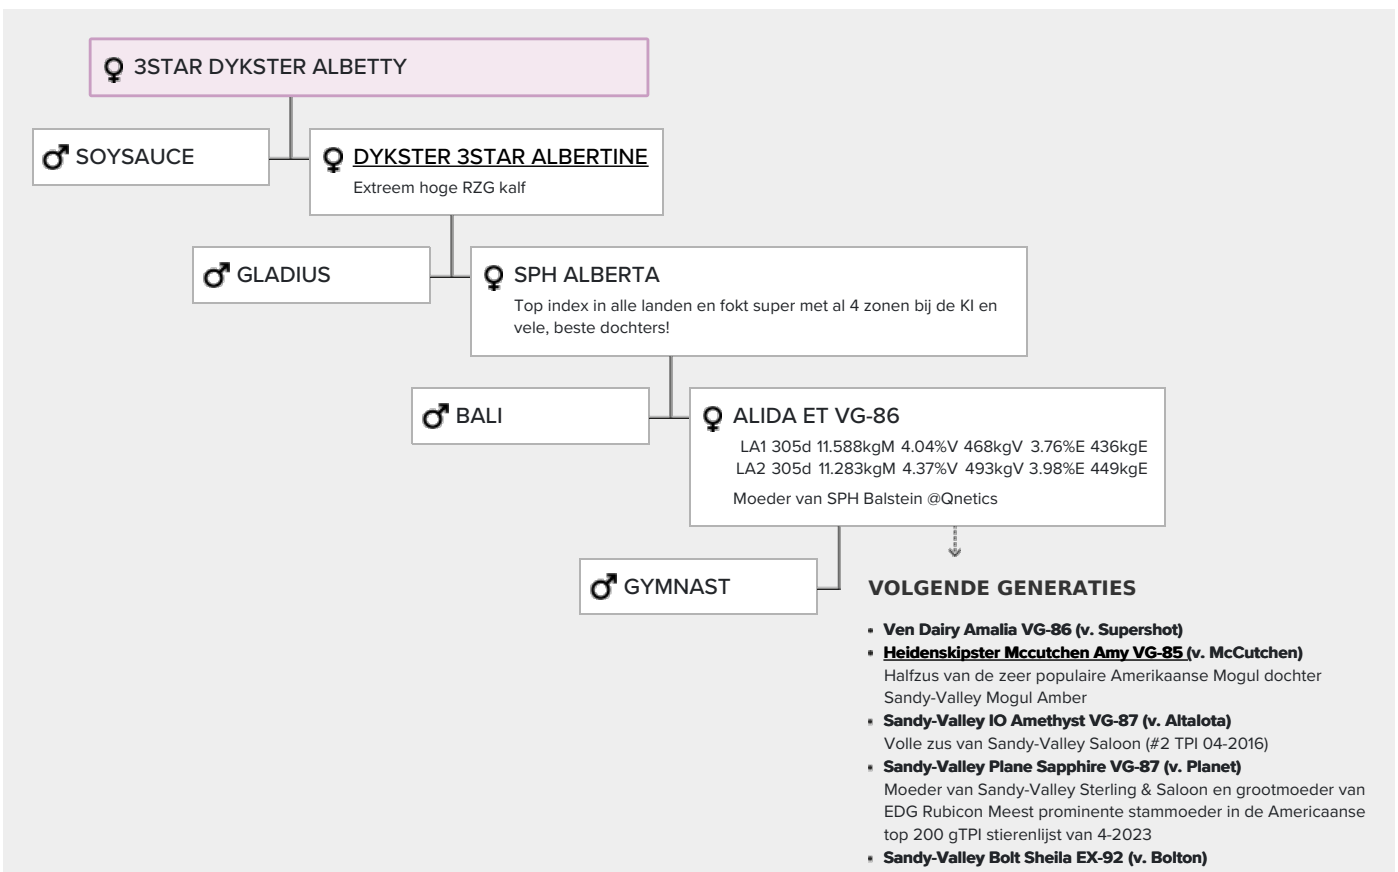 3STAR DYKSTER ALBETTY
SOYSAUCE
DYKSTER 3STAR ALBERTINE
Extreem hoge RZG kalf
GLADIUS
SPH ALBERTA
Top index in alle landen en fokt super met al 4 zonen bij de KI en
vele, beste dochters!
BALI
ALIDA ET VG-86
LA1 305d 11.588kgM 4.04%V 468kgV 3.76%E 436kgE
LA2 305d 11.283kgM 4.37%V 493kgV 3.98%E 449kgE
Moeder van SPH Balstein @Qnetics
GYMNAST
VOLGENDE GENERATIES
Ven Dairy Amalia VG-86 (v. Supershot)
Heidenskipster Mccutchen Amy VG-85 (v. McCutchen)
Halfzus van de zeer populaire Amerikaanse Mogul dochter
Sandy-Valley Mogul Amber
Sandy-Valley IO Amethyst VG-87 (v. AltaIota)
Volle zus van Sandy-Valley Saloon (#2 TPI 04-2016)
Sandy-Valley Plane Sapphire VG-87 (v. Planet)
Moeder van Sandy-Valley Sterling & Saloon en grootmoeder van
EDG Rubicon Meest prominente stammoeder in de Americaanse
top 200 gTPI stierenlijst van 4-2023
Sandy-Valley Bolt Sheila EX-92 (v. Bolton)